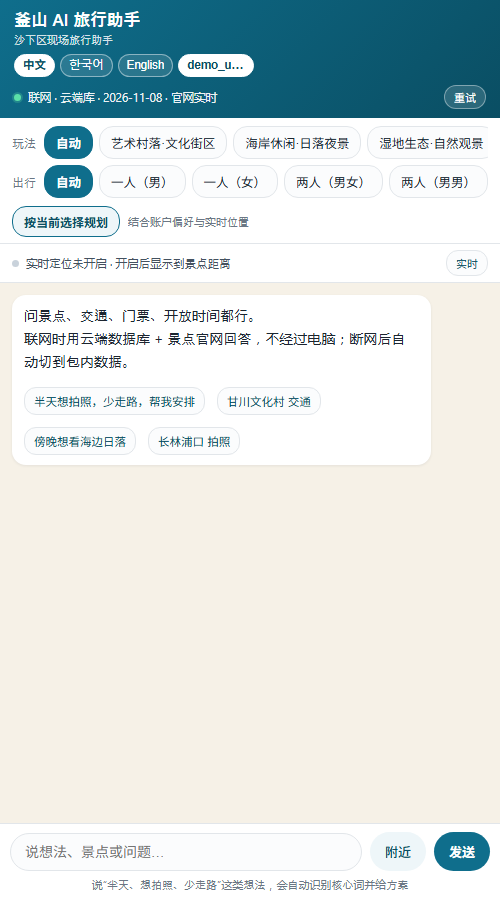 釜山 AI 旅行助手
沙下区现场旅行助手
中文 한국어 English demo_u...
联网 · 云端库 · 2026-11-08 · 官网实时 重试
玩法 自动 艺术村落·文化街区 海岸休闲·日落夜景 湿地生态·自然观景
出行 自动 一人（男） 一人（女） 两人（男女） 两人（男男）
按当前选择规划 结合账户偏好与实时位置
实时定位未开启 · 开启后显示到景点距离 实时
问景点、交通、门票、开放时间都行。
联网时用云端数据库 + 景点官网回答，不经过电脑；断网后自
动切到包内数据。
半天想拍照，少走路，帮我安排 甘川文化村 交通
傍晚想看海边日落 长林浦口 拍照
说想法、景点或问题… 附近 发送
说“半天、想拍照、少走路”这类想法，会自动识别核心词并给方案